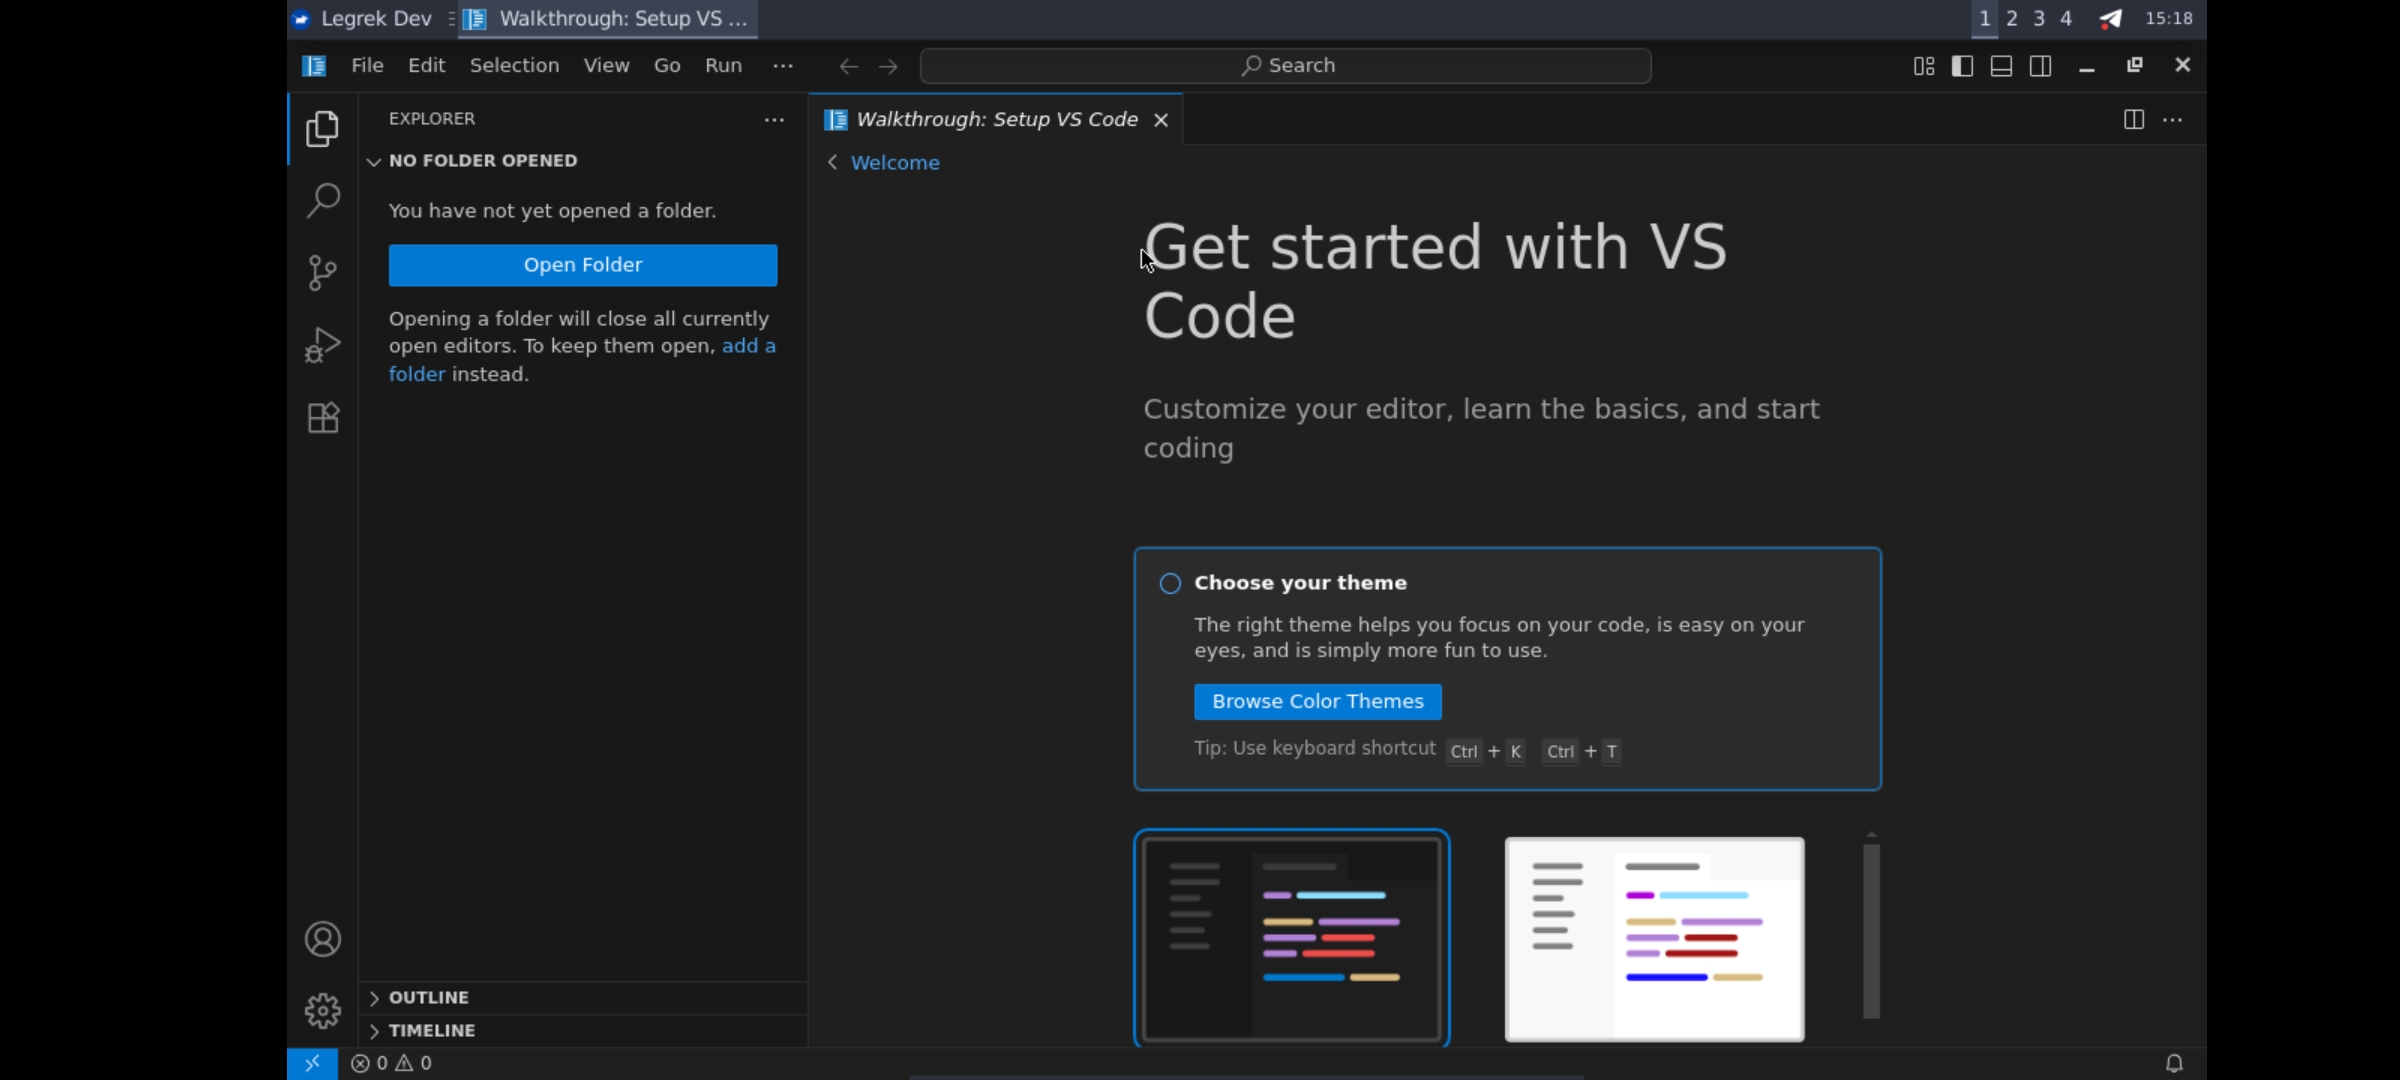 Legrek Dev
Walkthrough: Setup VS ...
1 2 3 4
15:18
File Edit Selection View Go Run ...
Search
EXPLORER
NO FOLDER OPENED
You have not yet opened a folder.
Open Folder
Opening a folder will close all currently
open editors. To keep them open, add a
folder instead.
OUTLINE
TIMELINE
Walkthrough: Setup VS Code
Welcome
Get started with VS
Code
Customize your editor, learn the basics, and start
coding
Choose your theme
The right theme helps you focus on your code, is easy on your
eyes, and is simply more fun to use.
Browse Color Themes
Tip: Use keyboard shortcut Ctrl + K Ctrl + T
0 0